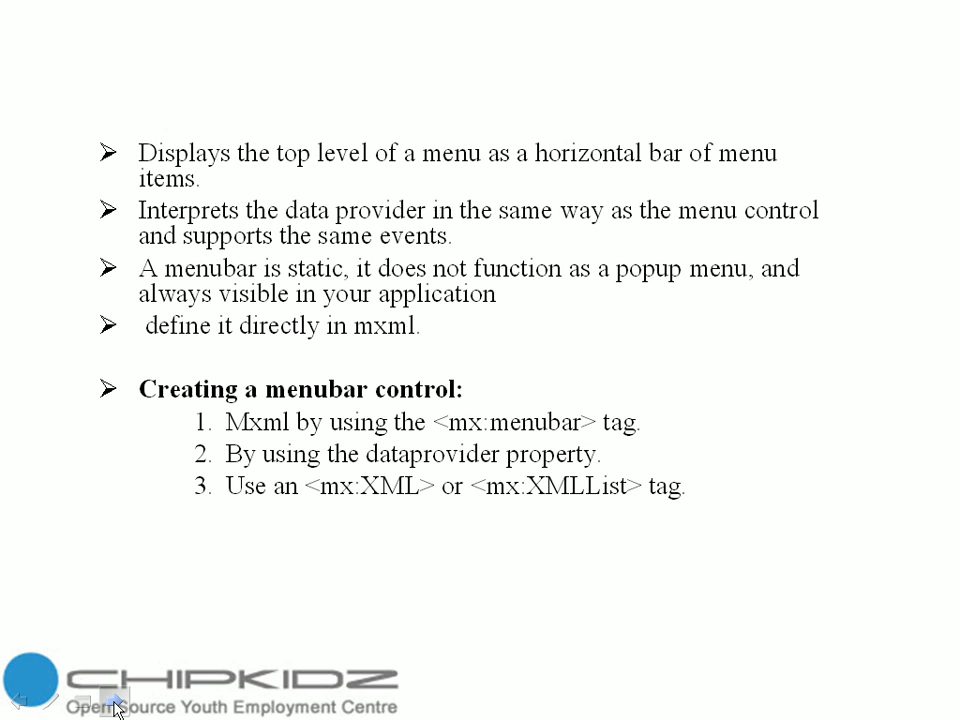 Displays the top level of a menu as a horizontal bar of menu
items.
Interprets the data provider in the same way as the menu control
and supports the same events.
A menubar is static, it does not function as a popup menu, and
always visible in your application
define it directly in mxml.
Creating a menubar control:
1. Mxml by using the <mx:menubar> tag.
2. By using the dataprovider property.
3. Use an <mx:XML> or <mx:XMLList> tag.
CHIPKIDZ
Open Source Youth Employment Centre